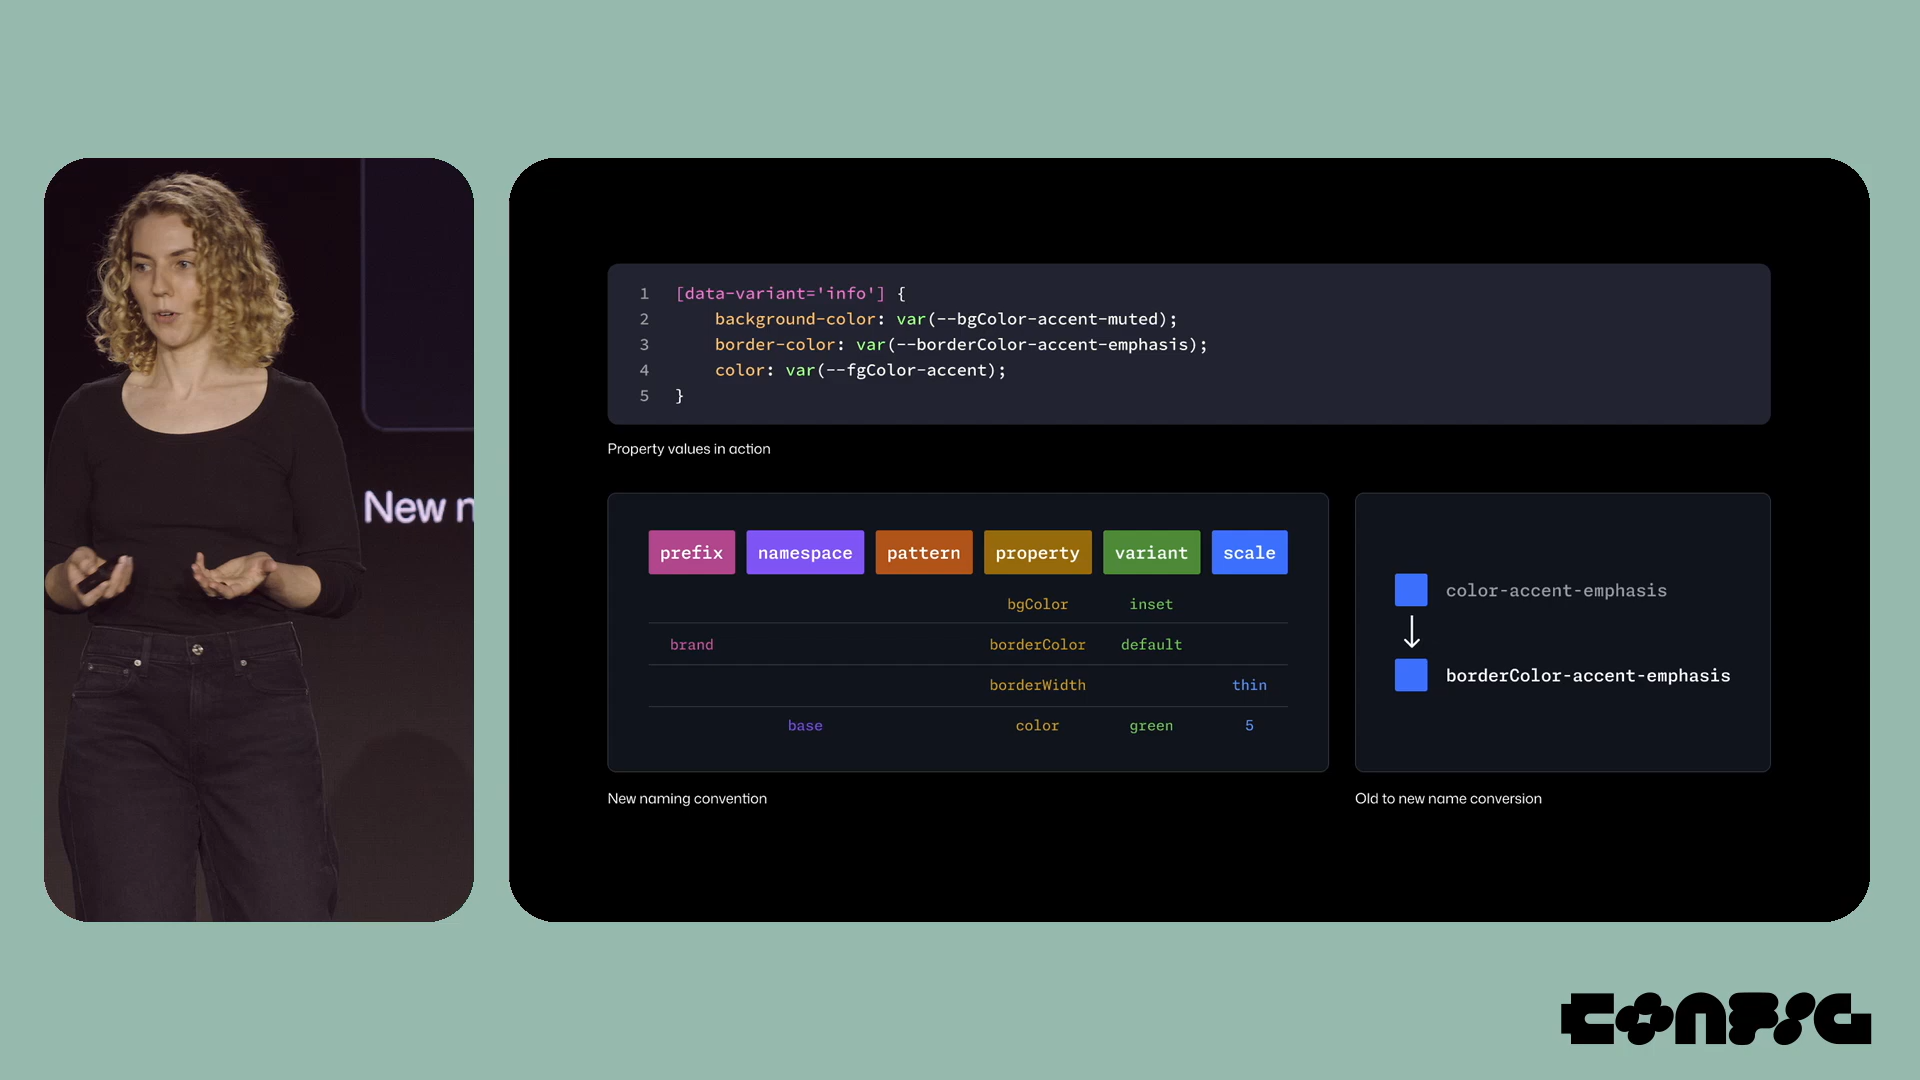 New n
1 [data-variant='info'] {
2 background-color: var(--bgColor-accent-muted);
3 border-color: var(--borderColor-accent-emphasis);
4 color: var(--fgColor-accent);
5 }
Property values in action
prefix namespace pattern property variant scale
bgColor inset
brand borderColor default
borderWidth thin
base color green 5
New naming convention
color-accent-emphasis
↓
borderColor-accent-emphasis
Old to new name conversion
CONFIG